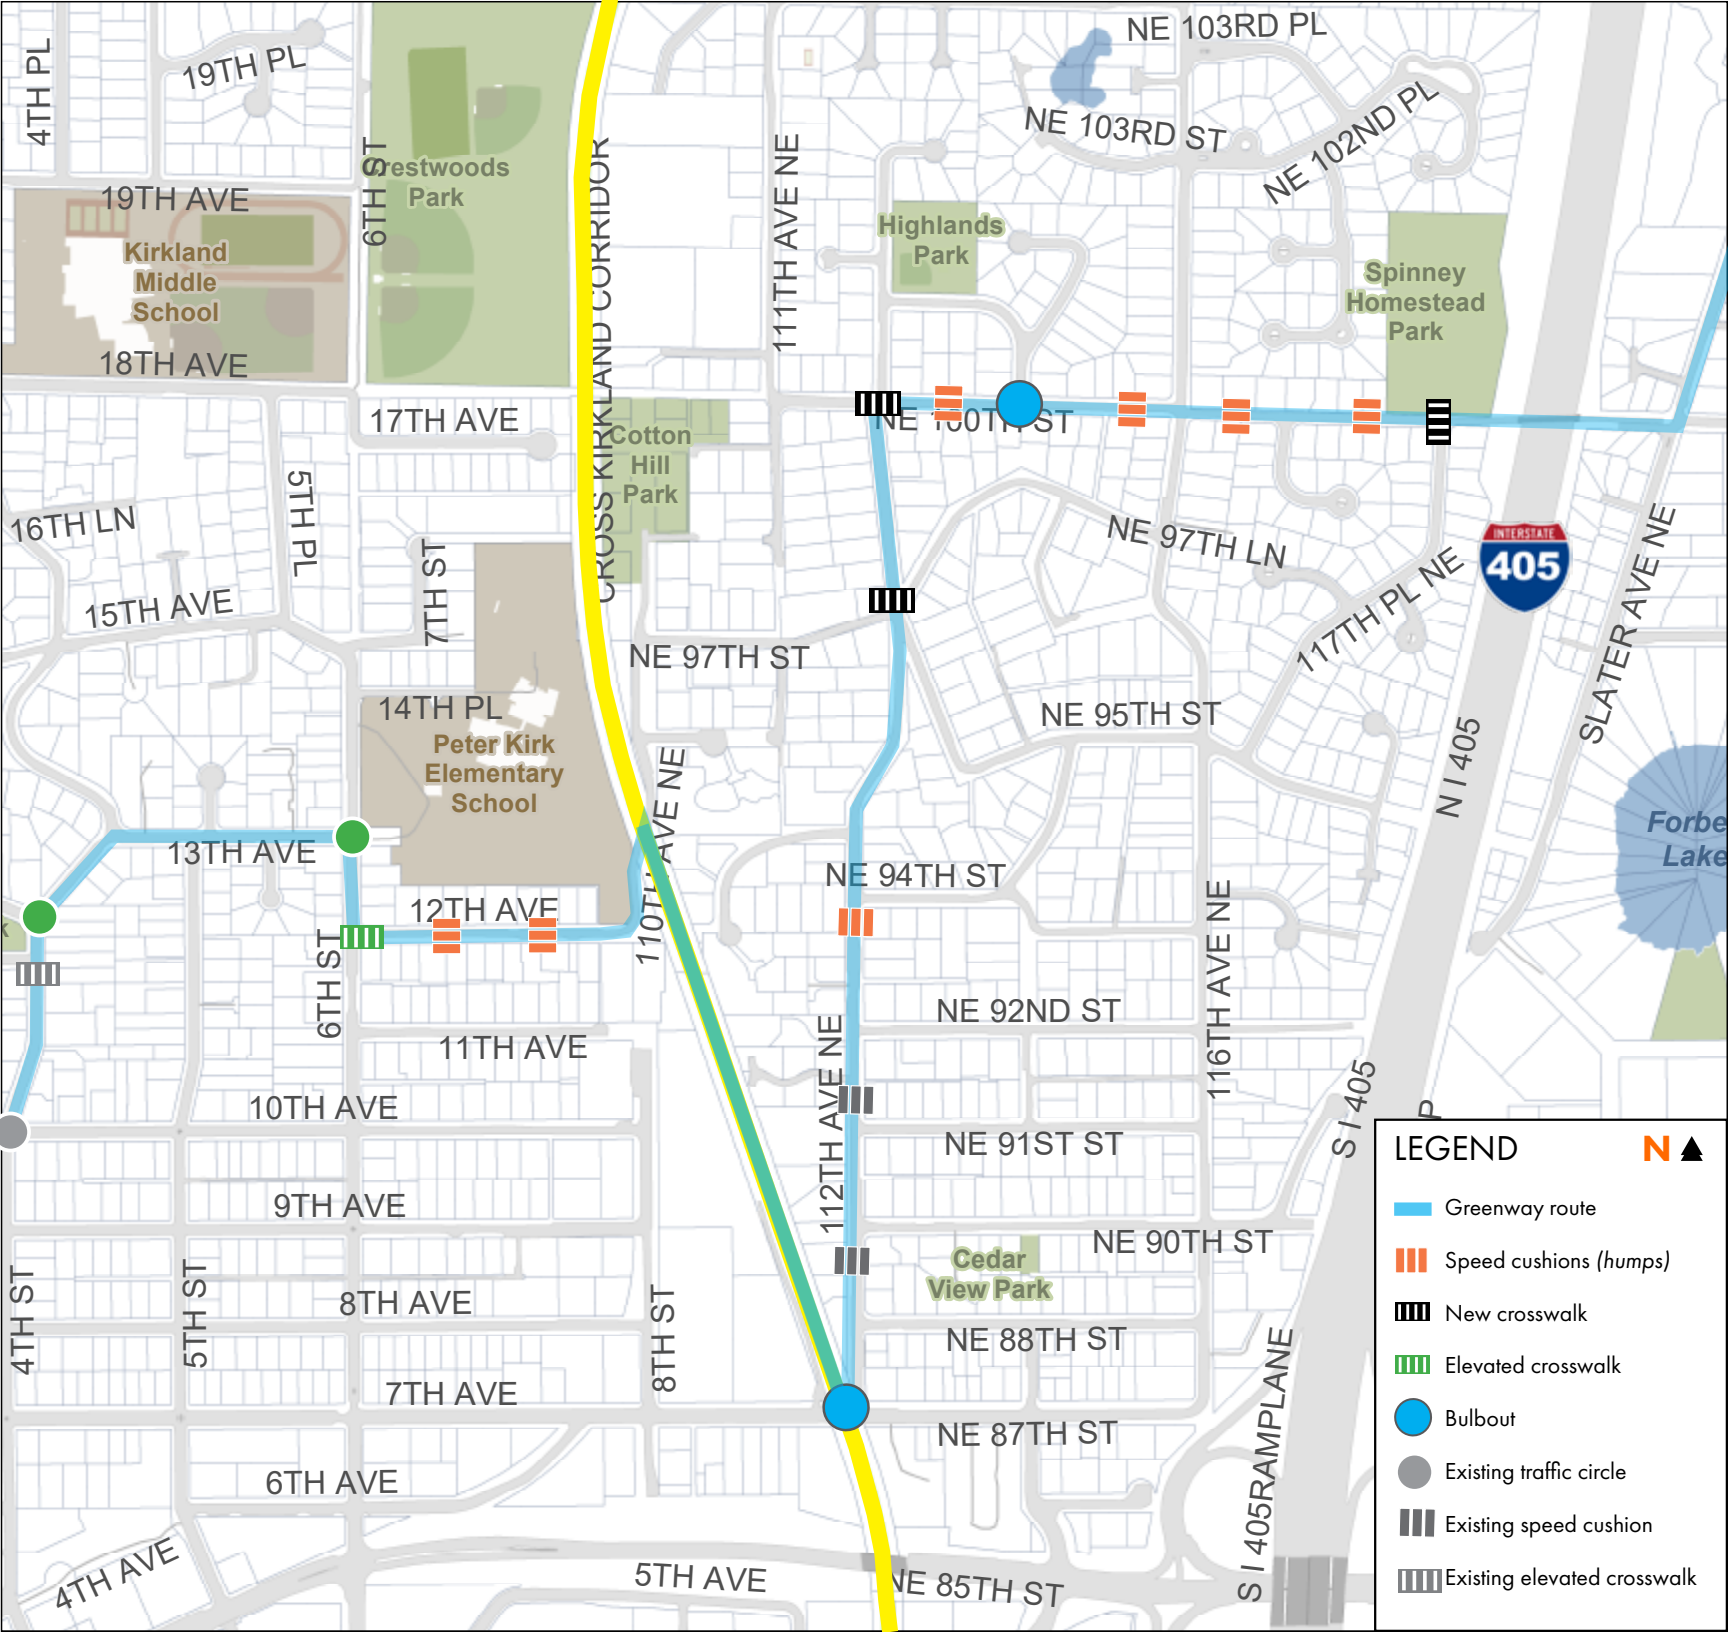 NE 103RD PL
4TH PL
19TH PL
NE 103RD ST
NE 102ND PL
6TH ST
Crestwoods
Park
CROSS KIRKLAND CORRIDOR
111TH AVE NE
19TH AVE
Kirkland
Middle
School
Highlands
Park
Spinney
Homestead
Park
18TH AVE
17TH AVE
NE 100TH ST
Cotton
Hill
Park
5TH PL
16TH LN
7TH ST
NE 97TH LN
INTERSTATE
405
SLATER AVE NE
15TH AVE
117TH PL NE
NE 97TH ST
14TH PL
NE 95TH ST
Peter Kirk
Elementary
School
110TH AVE NE
N I 405
Forbe
Lake
13TH AVE
NE 94TH ST
12TH AVE
k
6TH ST
116TH AVE NE
NE 92ND ST
112TH AVE NE
11TH AVE
S I 405
P
10TH AVE
NE 91ST ST
9TH AVE
NE 90TH ST
Cedar
View Park
4TH ST
5TH ST
8TH AVE
8TH ST
NE 88TH ST
7TH AVE
NE 87TH ST
S I 405RAMPLANE
6TH AVE
4TH AVE
5TH AVE
NE 85TH ST
LEGEND
N
Greenway route
Speed cushions (humps)
New crosswalk
Elevated crosswalk
Bulbout
Existing traffic circle
Existing speed cushion
Existing elevated crosswalk